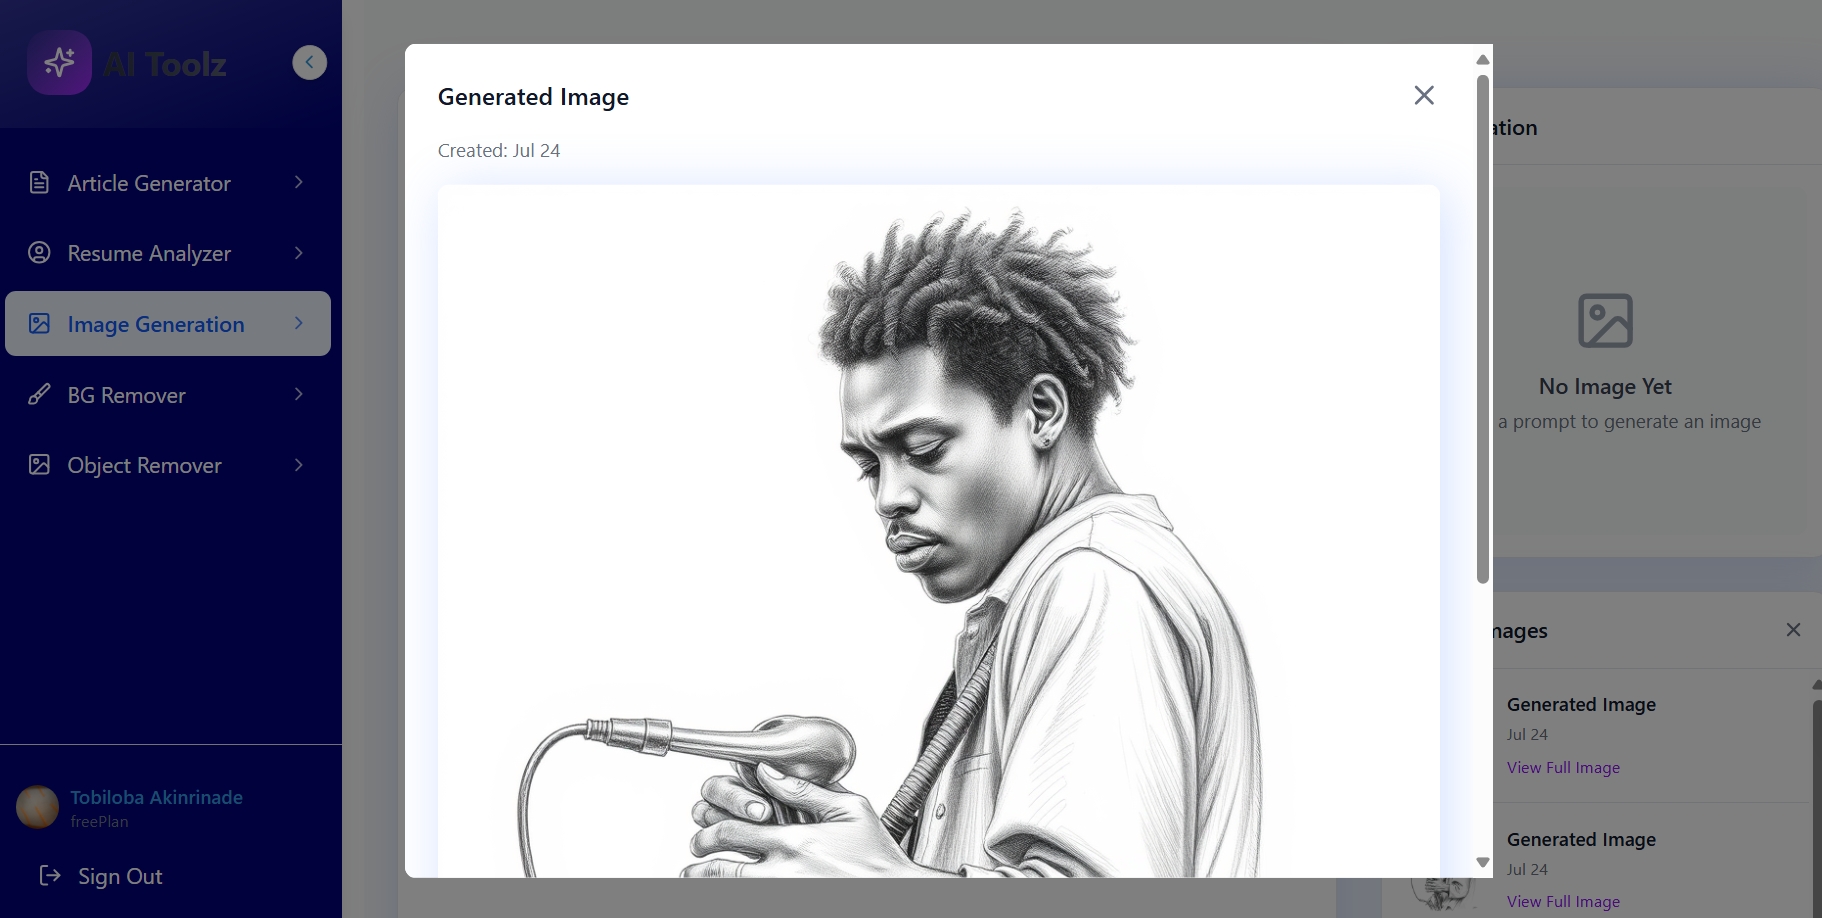 AI Toolz
Article Generator
Resume Analyzer
Image Generation
BG Remover
Object Remover
Tobiloba Akinrinade
freePlan
Sign Out
Generated Image
Created: Jul 24
ation
No Image Yet
a prompt to generate an image
mages
Generated Image
Jul 24
View Full Image
Generated Image
Jul 24
View Full Image